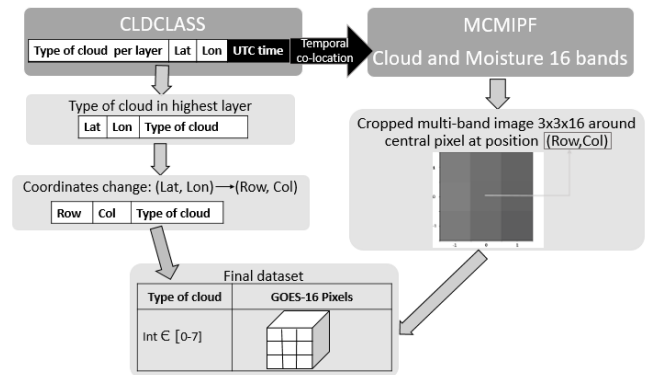 CLDCLASS
Type of cloud per layer Lat Lon UTC time
Temporal
co-location
MCMIPF
Cloud and Moisture 16 bands
Type of cloud in highest layer
Lat Lon Type of cloud
Cropped multi-band image 3x3x16 around
central pixel at position (Row,Col)
Coordinates change: (Lat, Lon)→(Row, Col)
Row Col Type of cloud
-1 0 1
Final dataset
Type of cloud GOES-16 Pixels
Int ∈ [0-7]